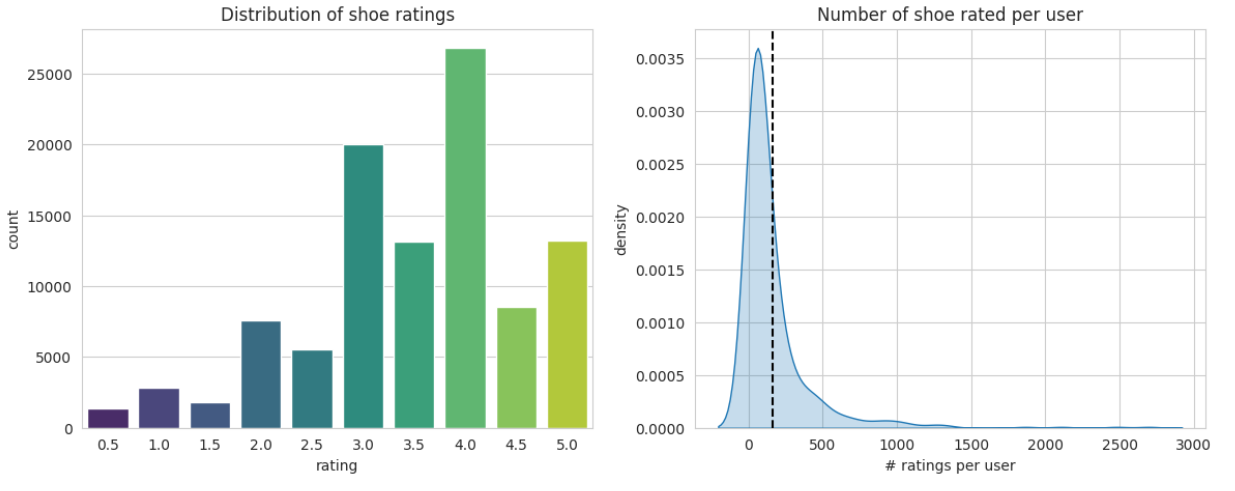 Distribution of shoe ratings
25000
20000
15000
10000
5000
0
count
0.5 1.0 1.5 2.0 2.5 3.0 3.5 4.0 4.5 5.0
rating
Number of shoe rated per user
0.0035
0.0030
0.0025
0.0020
0.0015
0.0010
0.0005
0.0000
density
0 500 1000 1500 2000 2500 3000
# ratings per user